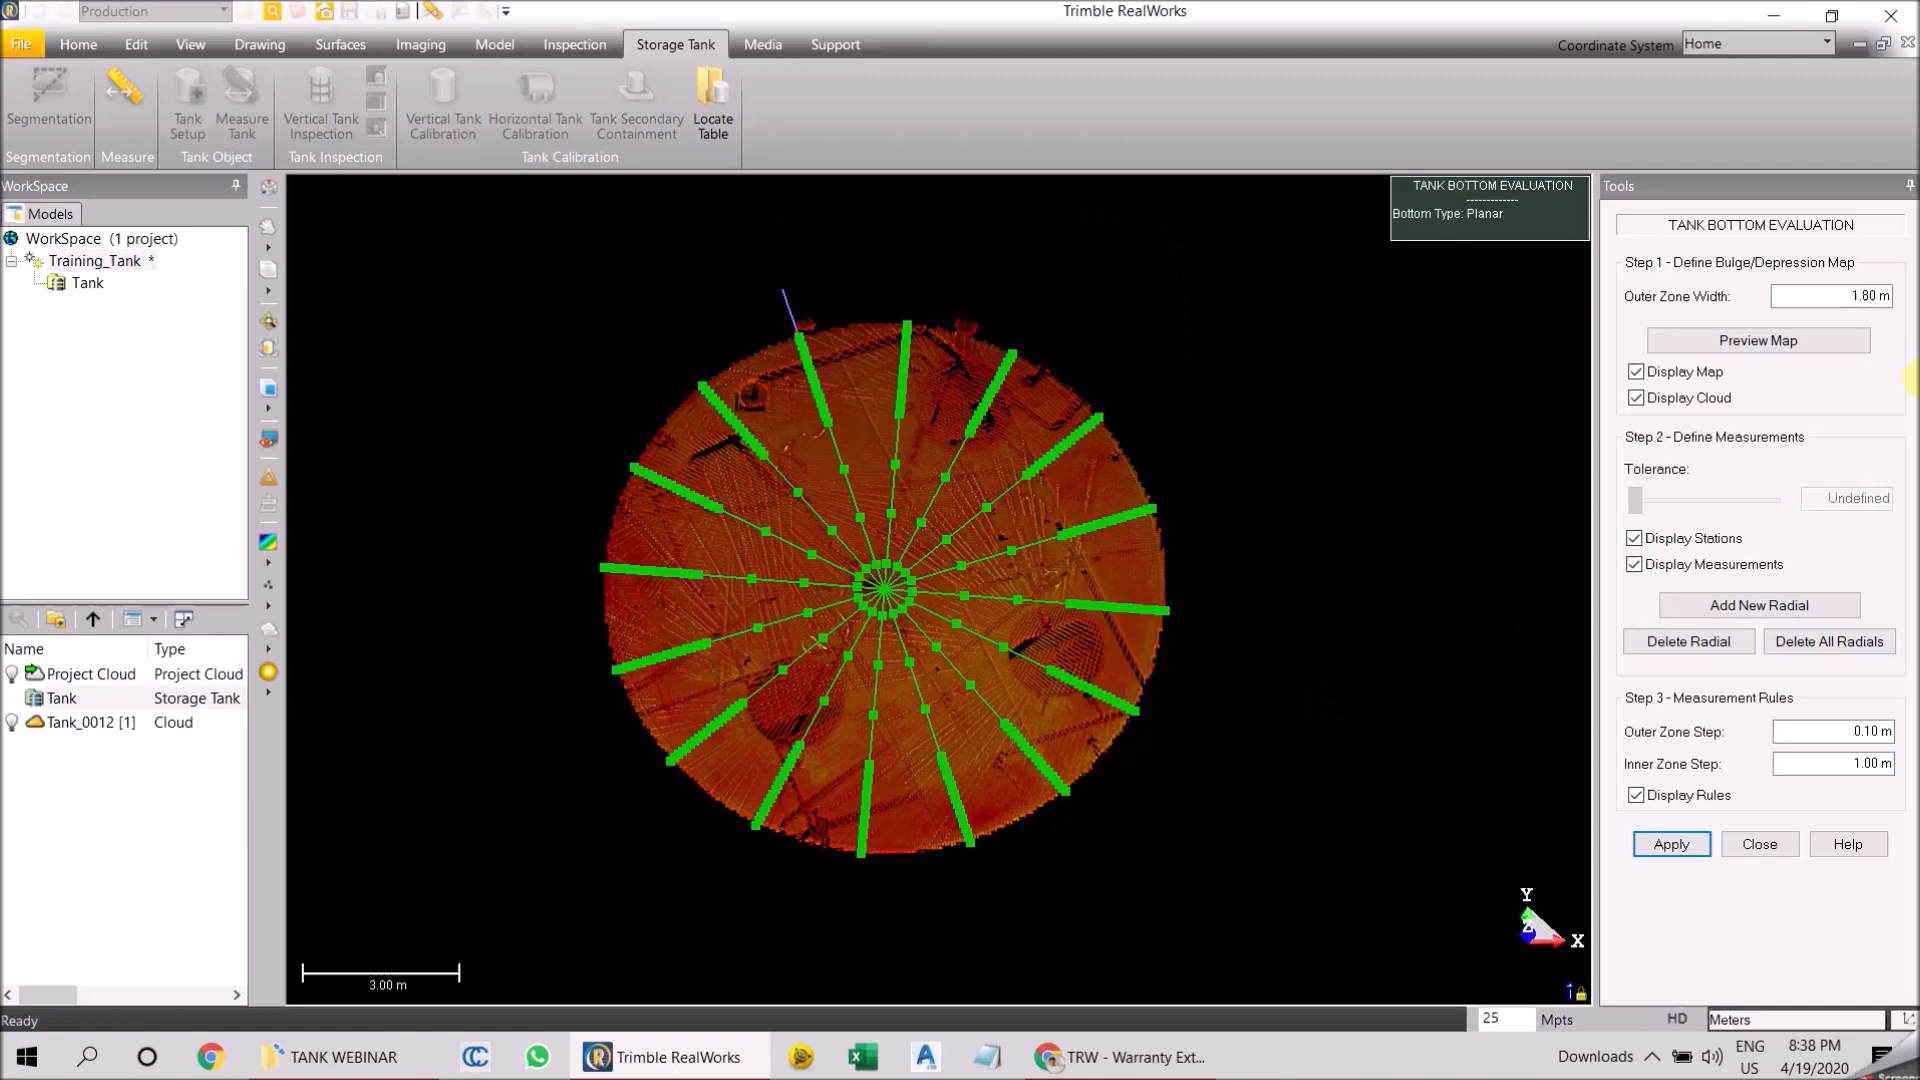 Production
Trimble RealWorks
File Home Edit View Drawing Surfaces Imaging Model Inspection Storage Tank Media Support
Coordinate System Home
Segmentation
Tank Setup
Measure Tank
Vertical Tank Inspection
Vertical Tank Calibration
Horizontal Tank Calibration
Tank Secondary Containment
Locate Table
Segmentation Measure Tank Object Tank Inspection Tank Calibration
WorkSpace
Models
WorkSpace (1 project)
Training_Tank *
Tank
Name Type
Project Cloud Project Cloud
Tank Storage Tank
Tank_0012 [1] Cloud
TANK BOTTOM EVALUATION
-------------
Bottom Type: Planar
3.00 m
Y
Z
X
Tools
TANK BOTTOM EVALUATION
Step 1 - Define Bulge/Depression Map
Outer Zone Width: 1.80 m
Preview Map
Display Map
Display Cloud
Step 2 - Define Measurements
Tolerance:
Undefined
Display Stations
Display Measurements
Add New Radial
Delete Radial Delete All Radials
Step 3 - Measurement Rules
Outer Zone Step: 0.10 m
Inner Zone Step: 1.00 m
Display Rules
Apply Close Help
Ready
25 Mpts HD Meters
TANK WEBINAR
Trimble RealWorks
TRW - Warranty Ext...
Downloads
ENG
US
8:38 PM
4/19/2020